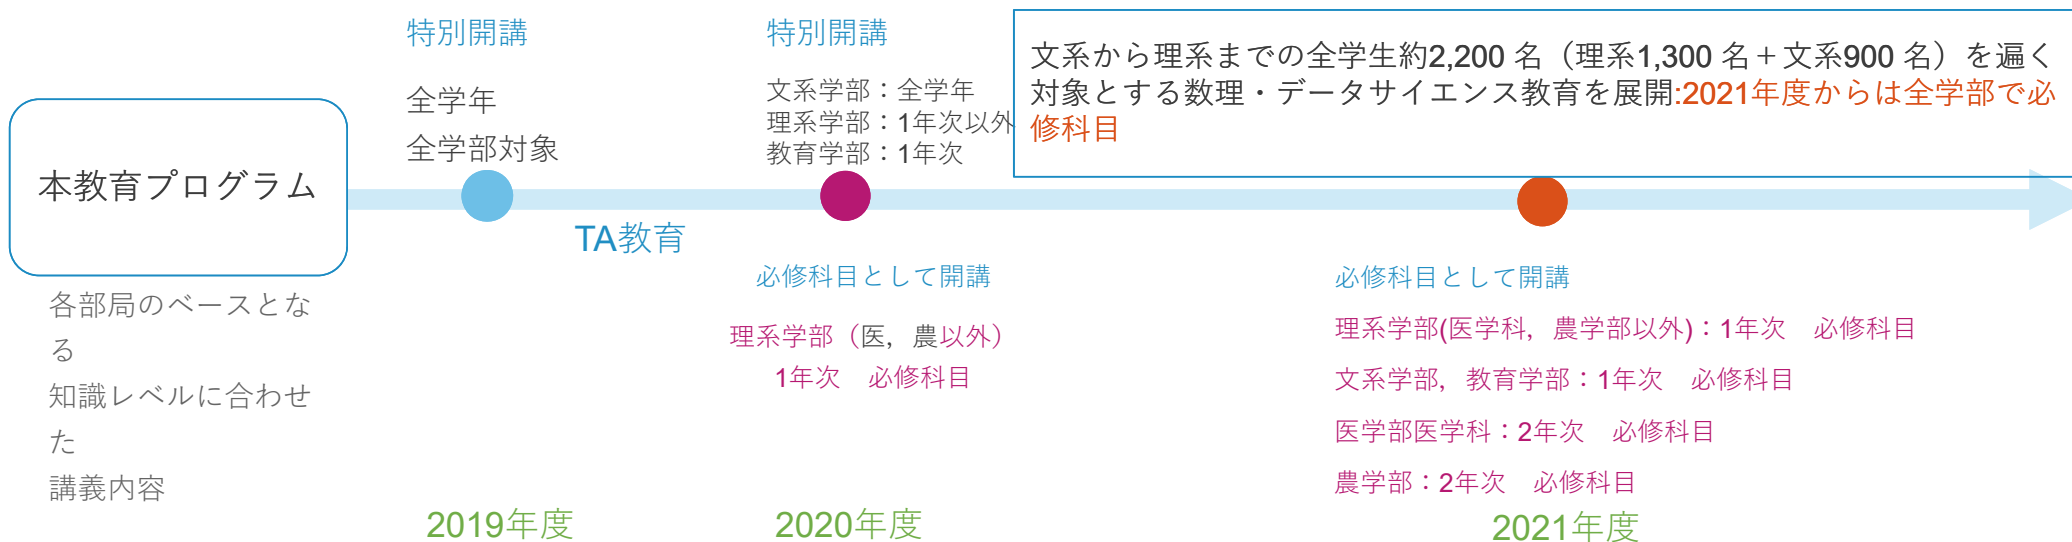 本教育プログラム
各部局のベースとな
る
知識レベルに合わせ
た
講義内容
特別開講
全学年
全学部対象
2019年度
TA教育
特別開講
文系学部：全学年
理系学部：1年次以外
教育学部：1年次
必修科目として開講
理系学部（医，農以外）
1年次　必修科目
2020年度
文系から理系までの全学生約2,200 名（理系1,300 名＋文系900 名）を遍く
対象とする数理・データサイエンス教育を展開:2021年度からは全学部で必
修科目
必修科目として開講
理系学部(医学科，農学部以外)：1年次　必修科目
文系学部，教育学部：1年次　必修科目
医学部医学科：2年次　必修科目
農学部：2年次　必修科目
2021年度